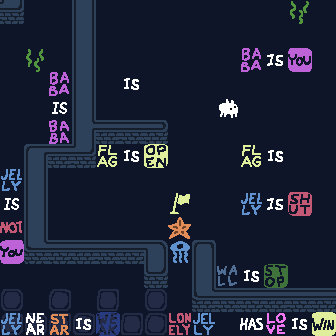 BABA IS YOU
BABA IS BABA
IS
FLAG IS OPEN
FLAG IS
JELLY IS NOT YOU
JELLY IS SHUT
WALL IS STOP
JELLY NEAR STAR IS
LONELY JELLY HAS LOVE IS WIN